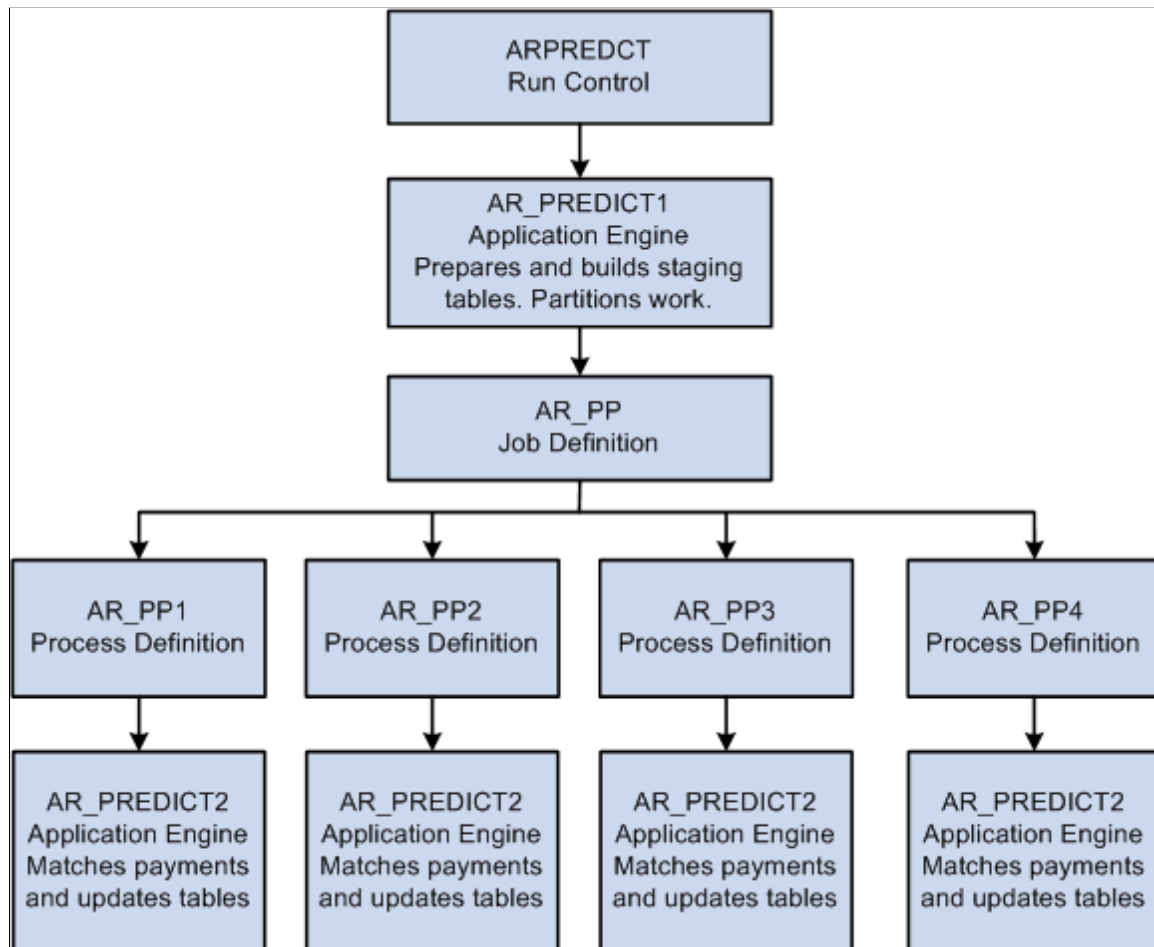 ARPREDCT
Run Control
AR_PREDICT1
Application Engine
Prepares and builds staging
tables. Partitions work.
AR_PP
Job Definition
AR_PP1
Process Definition
AR_PP2
Process Definition
AR_PP3
Process Definition
AR_PP4
Process Definition
AR_PREDICT2
Application Engine
Matches payments
and updates tables
AR_PREDICT2
Application Engine
Matches payments
and updates tables
AR_PREDICT2
Application Engine
Matches payments
and updates tables
AR_PREDICT2
Application Engine
Matches payments
and updates tables